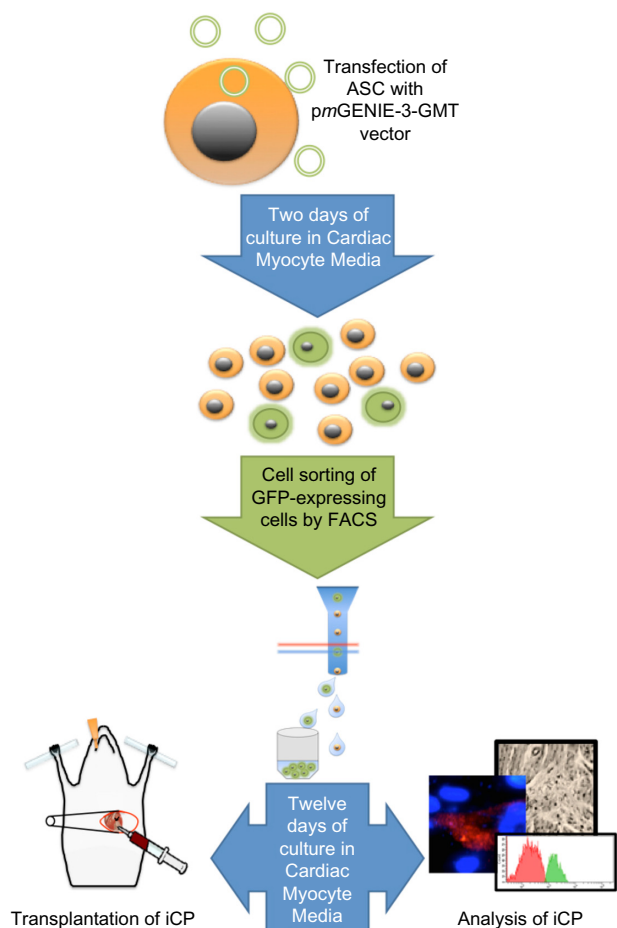 Transfection of
ASC with
pmGENIE-3-GMT
vector
Two days of
culture in Cardiac
Myocyte Media
Cell sorting of
GFP-expressing
cells by FACS
Twelve
days of
culture in
Cardiac
Myocyte
Media
Transplantation of iCP
Analysis of iCP